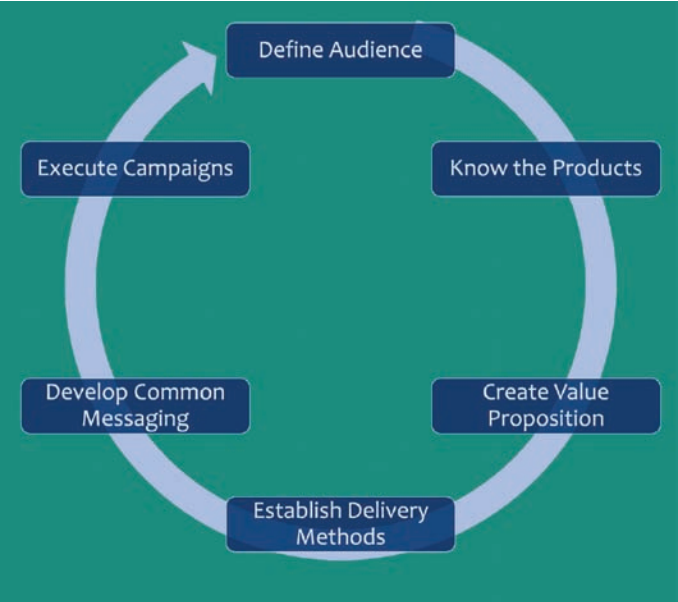 Define Audience
Know the Products
Create Value
Proposition
Establish Delivery
Methods
Develop Common
Messaging
Execute Campaigns